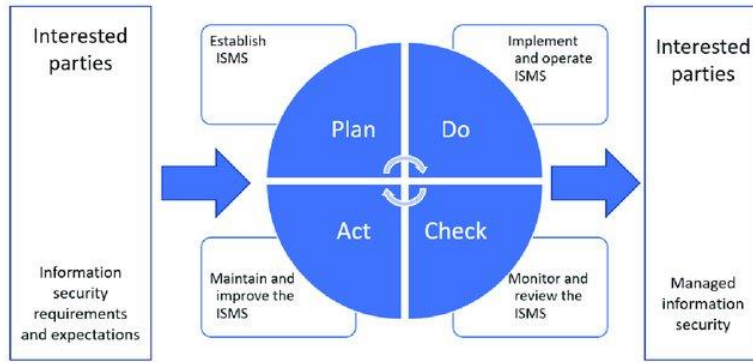 Interested
parties
Information
security
requirements
and expectations
Establish
ISMS
Implement
and operate
ISMS
Plan
Do
Act
Check
Maintain and
improve the
ISMS
Monitor and
review the
ISMS
Interested
parties
Managed
information
security